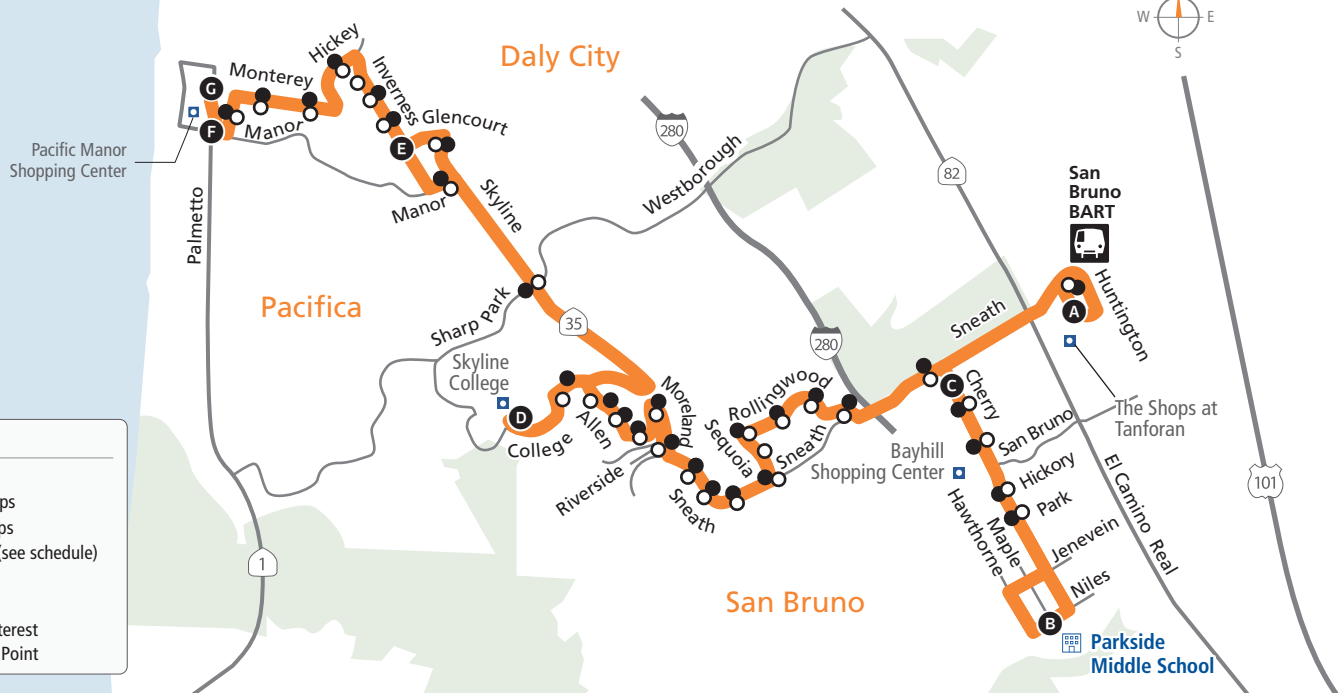 Daly City
W
E
S
Hickey
Monterey
Inverness
Glencourt
G
F
E
Manor
Pacific Manor
Shopping Center
Manor
Skyline
Palmetto
280
Westborough
82
San
Bruno
BART
Huntington
A
Pacifica
Sharp Park
35
280
Sneath
The Shops at
Tanforan
Skyline
College
D
College
Allen
Moreland
Rollingwood
Sequoia
Sneath
Riverside
Sneath
C
Cherry
San Bruno
Bayhill
Shopping Center
Hickory
Park
Hawthorne
Maple
Jenevein
Niles
El Camino Real
101
1
San Bruno
B
Parkside
Middle School
ps
ps
(see schedule)
terest
Point